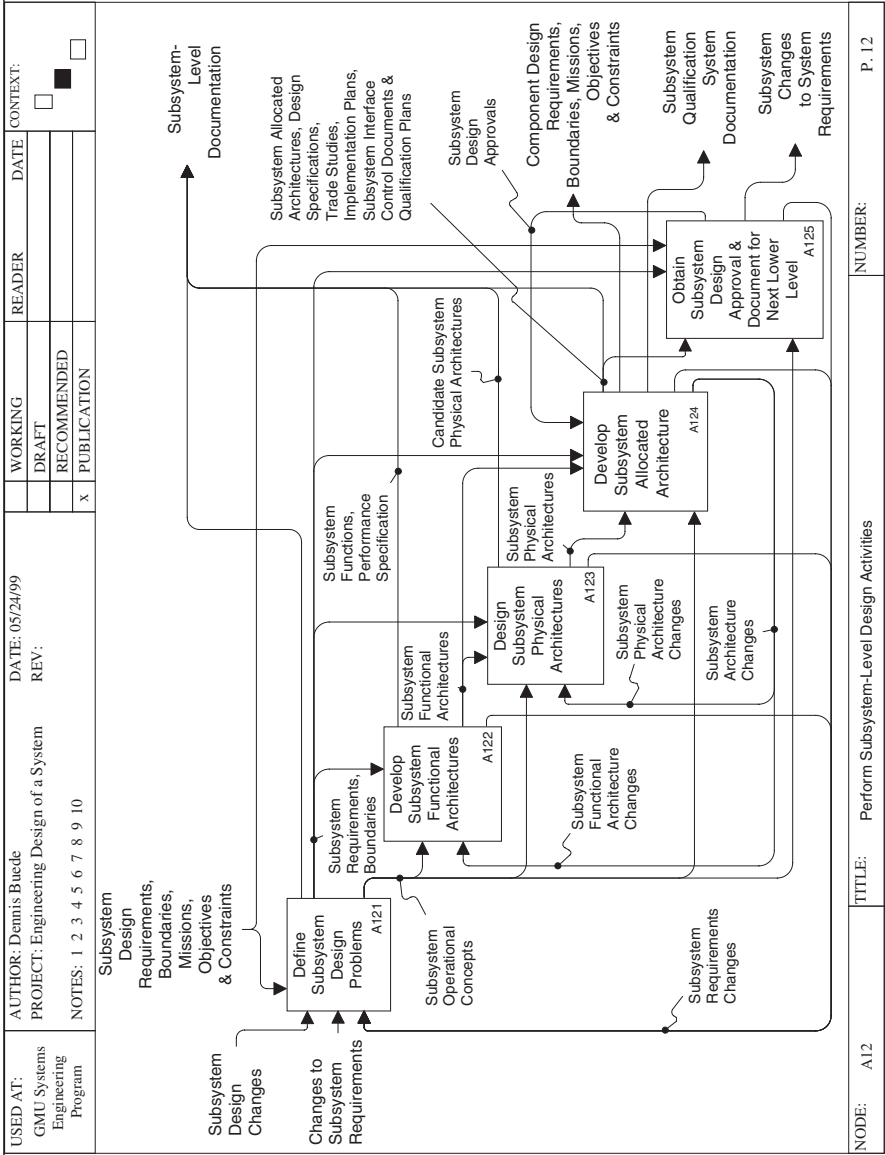 USED AT:
GMU Systems
Engineering
Program
AUTHOR: Dennis Buede
PROJECT: Engineering Design of a System
NOTES: 1 2 3 4 5 6 7 8 9 10
DATE: 05/24/99
REV:
WORKING
DRAFT
RECOMMENDED
x PUBLICATION
READER
DATE
CONTEXT:
Subsystem
Design
Requirements,
Boundaries,
Missions,
Objectives
& Constraints
Subsystem
Design
Changes
Changes to
Subsystem
Requirements
Define
Subsystem
Design
Problems
A121
Subsystem
Requirements,
Boundaries
Subsystem
Operational
Concepts
Develop
Subsystem
Functional
Architectures
A122
Subsystem
Functional
Architectures
Subsystem
Functions,
Performance
Specification
Design
Subsystem
Physical
Architectures
A123
Candidate Subsystem
Physical Architectures
Subsystem
Physical
Architectures
Develop
Subsystem
Allocated
Architecture
A124
Subsystem Allocated
Architectures, Design
Specifications,
Trade Studies,
Implementation Plans,
Subsystem Interface
Control Documents &
Qualification Plans
Subsystem
Design
Approvals
Obtain
Subsystem
Design
Approval &
Document for
Next Lower
Level
A125
Subsystem-
Level
Documentation
Component Design
Requirements,
Boundaries, Missions,
Objectives
& Constraints
Subsystem
Qualification
System
Documentation
Subsystem
Changes
to System
Requirements
Subsystem
Functional
Architecture
Changes
Subsystem
Physical
Architecture
Changes
Subsystem
Architecture
Changes
Subsystem
Requirements
Changes
NODE: A12
TITLE: Perform Subsystem-Level Design Activities
NUMBER:
P. 12